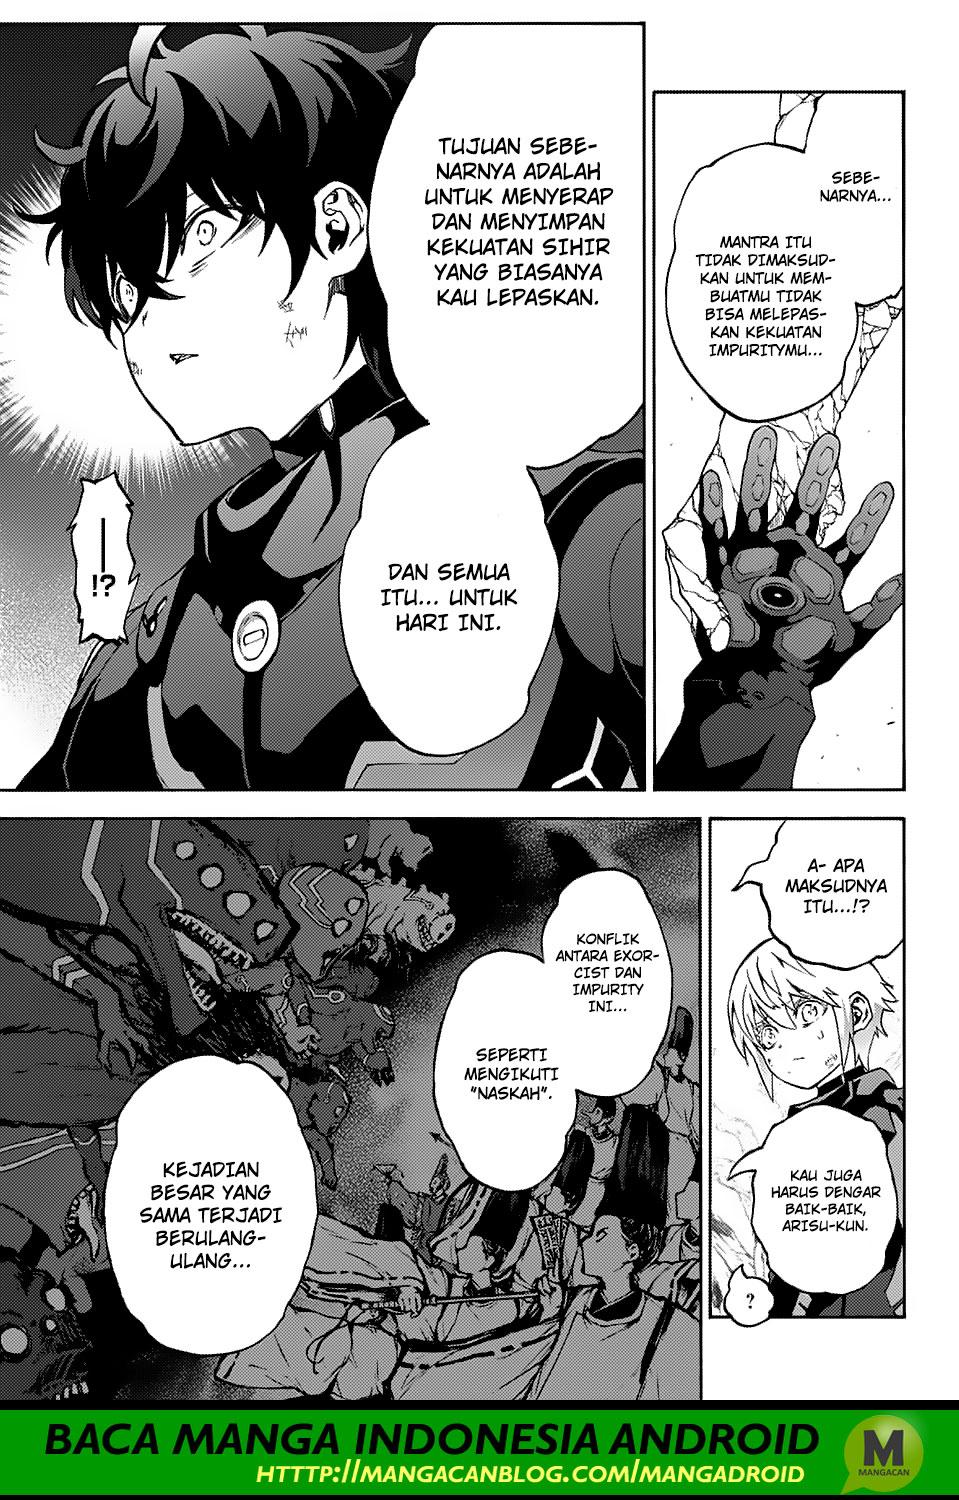 SEBE-
NARNYA...
MANTRA ITU
TIDAK DIMAKSUD-
KAN UNTUK MEM-
BUATMU TIDAK
BISA MELEPAS-
KAN KEKUATAN
IMPURITYMU...
TUJUAN SEBE-
NARNYA ADALAH
UNTUK MENYERAP
DAN MENYIMPAN
KEKUATAN SIHIR
YANG BIASANYA
KAU LEPASKAN.
DAN SEMUA
ITU... UNTUK
HARI INI.
—!?
A- APA
MAKSUDNYA
ITU...!?
KAU JUGA
HARUS DENGAR
BAIK-BAIK,
ARISU-KUN.
?
KONFLIK
ANTARA EXOR-
CIST DAN
IMPURITY
INI...
SEPERTI
MENGIKUTI
"NASKAH".
KEJADIAN
BESAR YANG
SAMA TERJADI
BERULANG-
ULANG...
BACA MANGA INDONESIA ANDROID
HTTTP://MANGACANBLOG.COM/MANGADROID
M
MANGACAN